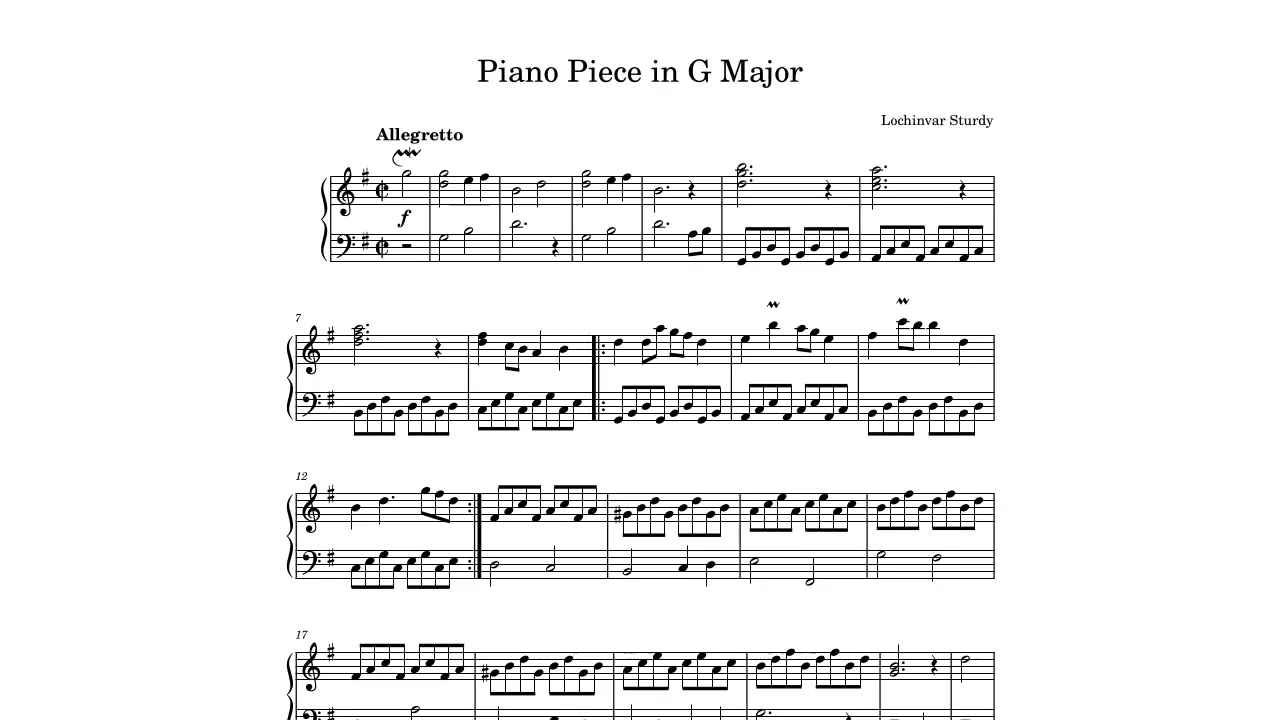 Piano Piece in G Major
Lochinvar Sturdy
Allegretto
f
7
12
17